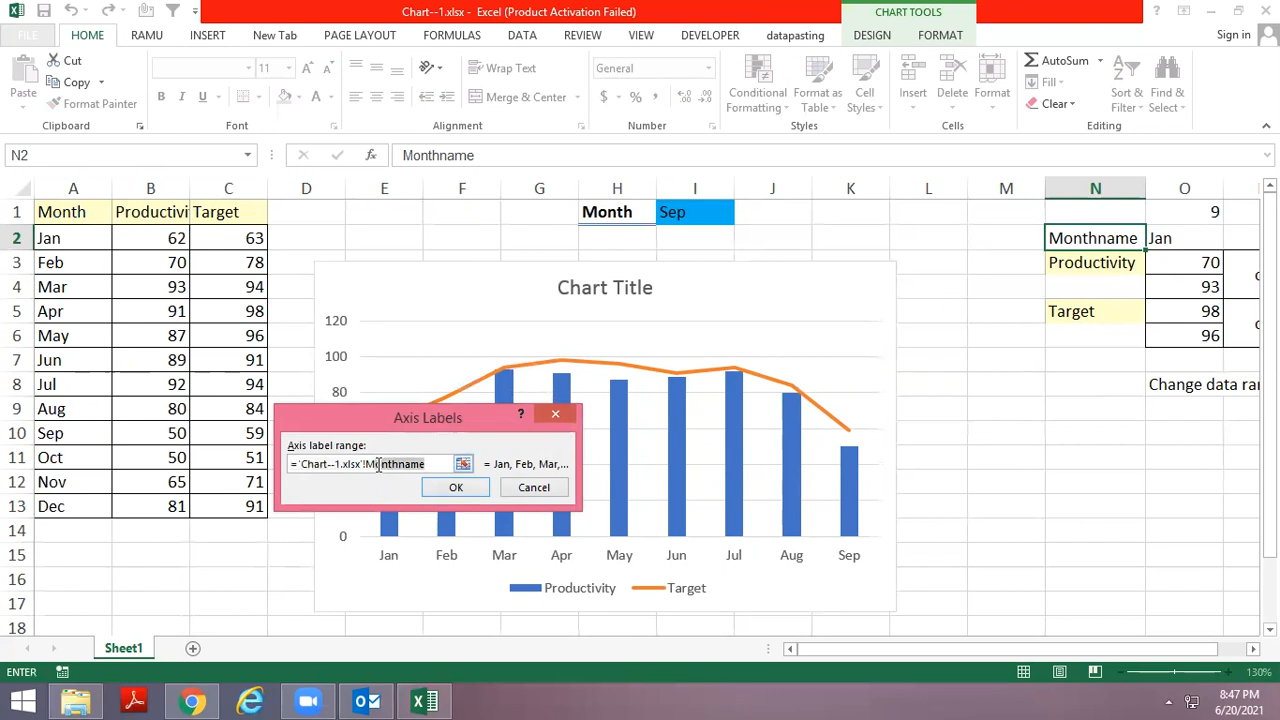 Chart--1.xlsx - Excel (Product Activation Failed)
CHART TOOLS
?
FILE
HOME
RAMU
INSERT
New Tab
PAGE LAYOUT
FORMULAS
DATA
REVIEW
VIEW
DEVELOPER
datapasting
DESIGN
FORMAT
Sign in
Paste
Cut
Copy
Format Painter
Clipboard
11
B I U
Font
Wrap Text
Merge & Center
Alignment
General
$ % ,
Number
Conditional Formatting
Format as Table
Cell Styles
Styles
Insert
Delete
Format
Cells
AutoSum
Fill
Clear
Sort & Filter
Find & Select
Editing
N2
fx
Monthname
A B C D E F G H I J K L M N O
1 Month Productivi Target Month Sep 9
2 Jan 62 63 Monthname Jan
3 Feb 70 78 Productivity 70
4 Mar 93 94 93
5 Apr 91 98 Target 98
6 May 87 96 96
7 Jun 89 91
8 Jul 92 94 Change data ran
9 Aug 80 84
10 Sep 50 59
11 Oct 50 51
12 Nov 65 71
13 Dec 81 91
14
15
16
17
18
Chart Title
120
100
80
0
Jan Feb Mar Apr May Jun Jul Aug Sep
Productivity Target
Axis Labels
?
Axis label range:
='Chart--1.xlsx'!Monthname
= Jan, Feb, Mar,...
OK
Cancel
Sheet1
ENTER
130%
8:47 PM
6/20/2021